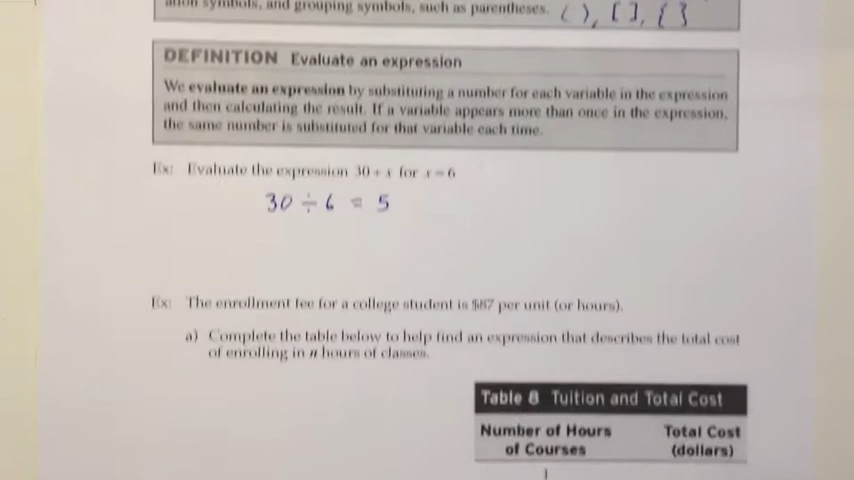 ation symbols, and grouping symbols, such as parentheses. ( ), [ ], { }
DEFINITION Evaluate an expression
We evaluate an expression by substituting a number for each variable in the expression
and then calculating the result. If a variable appears more than once in the expression,
the same number is substituted for that variable each time.
Ex: Evaluate the expression 30 ÷ x for x = 6
30 ÷ 6 = 5
Ex: The enrollment fee for a college student is $87 per unit (or hours).
a) Complete the table below to help find an expression that describes the total cost
of enrolling in n hours of classes.
Table 8 Tuition and Total Cost
Number of Hours Total Cost
of Courses (dollars)
1